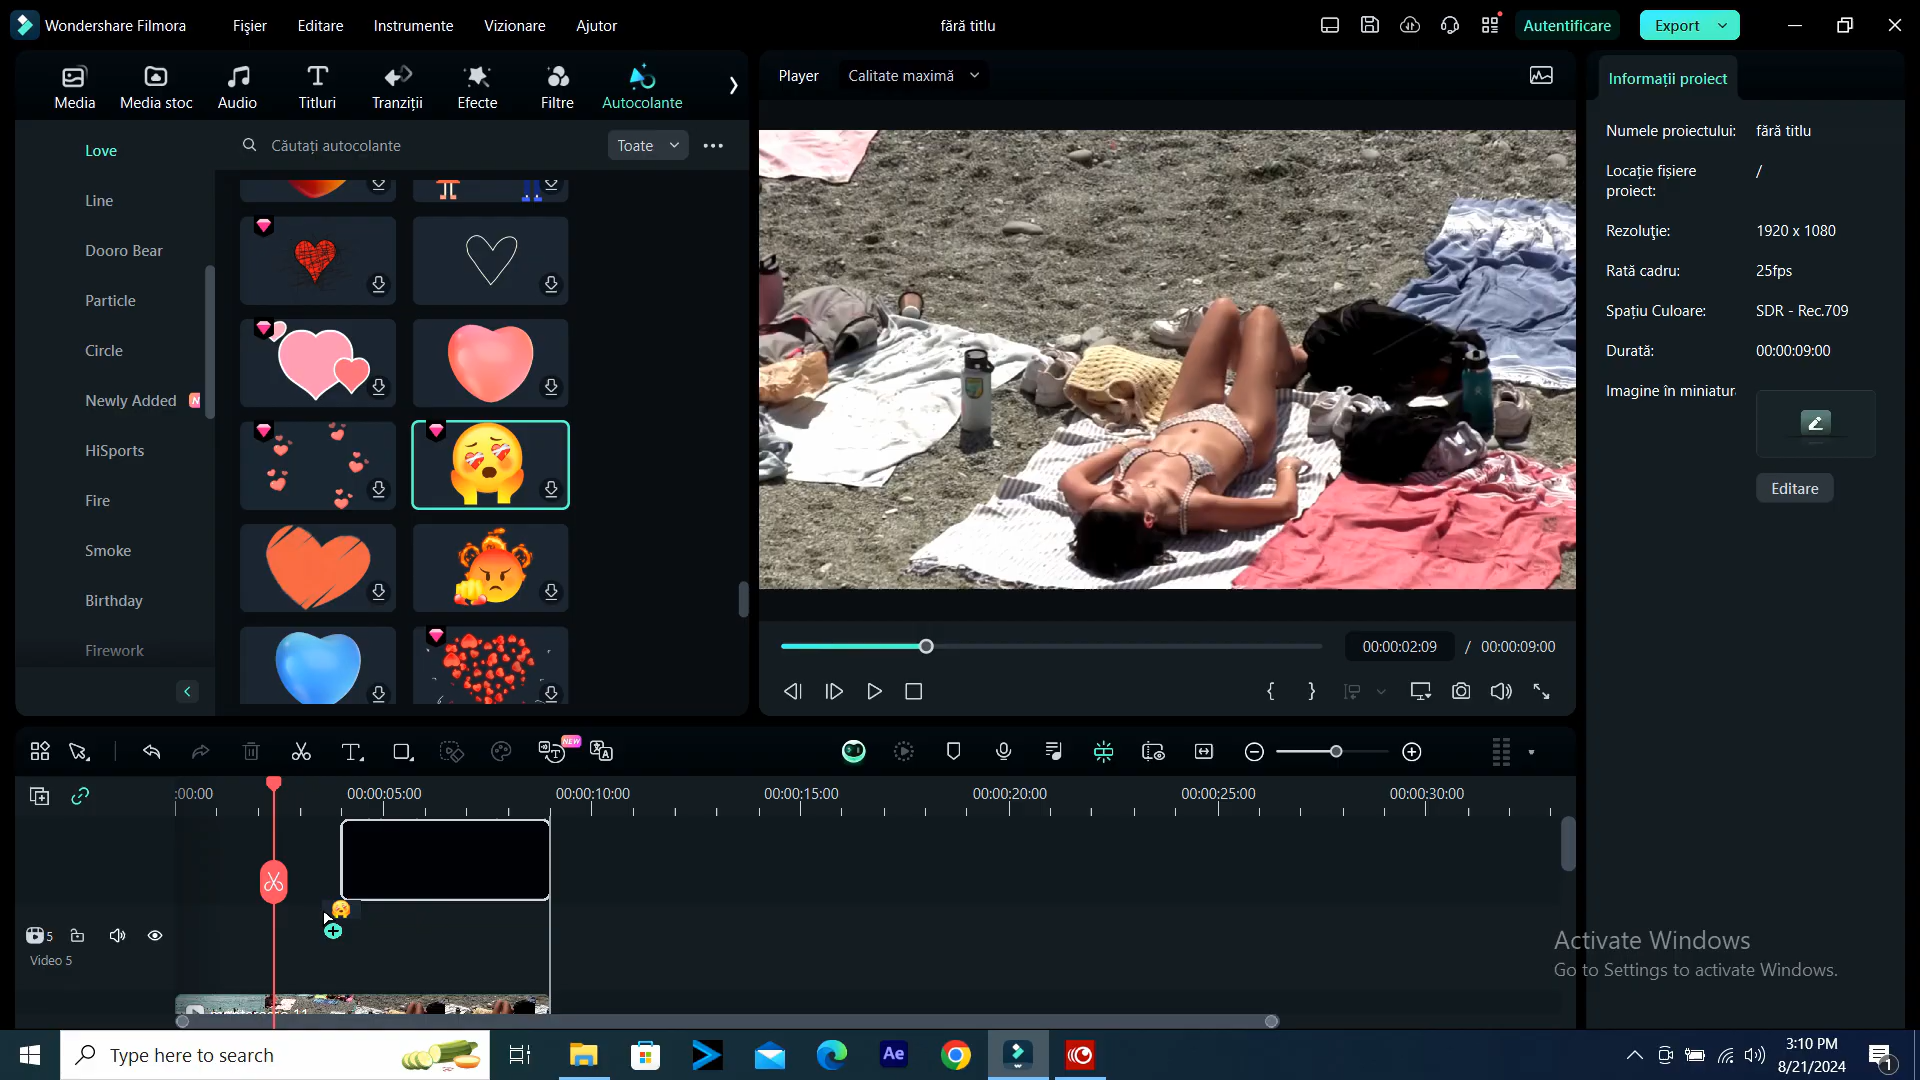 Wondershare Filmora
Fișier
Editare
Instrumente
Vizionare
Ajutor
fără titlu
Autentificare
Export
Media
Media stoc
Audio
Titluri
Tranziții
Efecte
Filtre
Autocolante
Player
Calitate maximă
Informații proiect
Love
Line
Dooro Bear
Particle
Circle
Newly Added
HiSports
Fire
Smoke
Birthday
Firework
Căutați autocolante
Toate
Numele proiectului:
fără titlu
Locație fișiere
proiect:
/
Rezoluţie:
1920 x 1080
Rată cadru:
25fps
Spațiu Culoare:
SDR - Rec.709
Durată:
00:00:09:00
Imagine în miniatur
Editare
00:00:02:09 / 00:00:09:00
{ }
NEW
:00:00
00:00:05:00
00:00:10:00
00:00:15:00
00:00:20:00
00:00:25:00
00:00:30:00
5
Video 5
Activate Windows
Go to Settings to activate Windows.
Type here to search
Ae
3:10 PM
8/21/2024
1